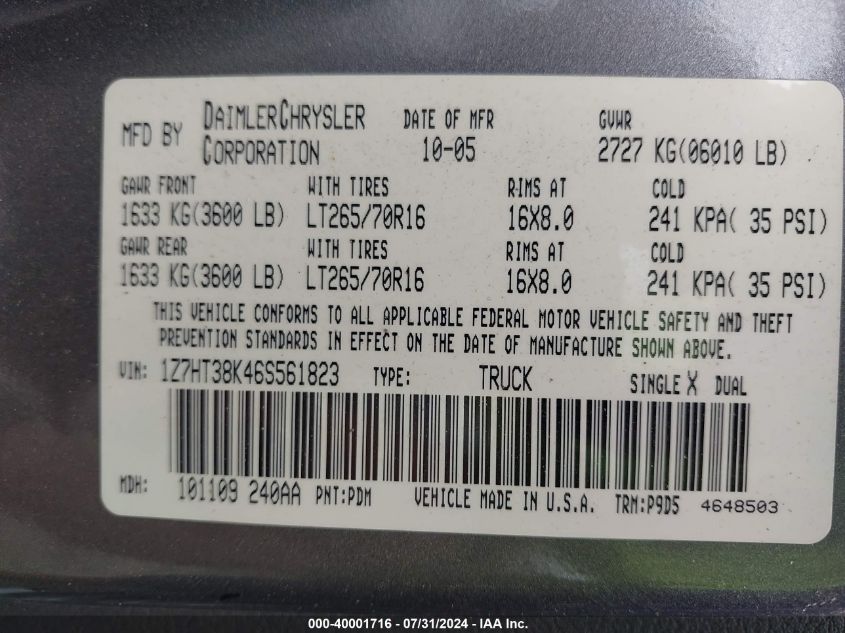 MFD BY DAIMLERCHRYSLER CORPORATION DATE OF MFR 10-05 GVWR 2727 KG(06010 LB)
GAWR FRONT WITH TIRES RIMS AT COLD
1633 KG(3600 LB) LT265/70R16 16X8.0 241 KPA( 35 PSI)
GAWR REAR WITH TIRES RIMS AT COLD
1633 KG(3600 LB) LT265/70R16 16X8.0 241 KPA( 35 PSI)
THIS VEHICLE CONFORMS TO ALL APPLICABLE FEDERAL MOTOR VEHICLE SAFETY AND THEFT
PREVENTION STANDARDS IN EFFECT ON THE DATE OF MANUFACTURE SHOWN ABOVE.
VIN: 1Z7HT38K46S561823 TYPE: TRUCK SINGLE X DUAL
MDH: 101109 240AA PNT:PDM VEHICLE MADE IN U.S.A. TRM:P9D5 4648503
000-40001716 - 07/31/2024 - IAA Inc.